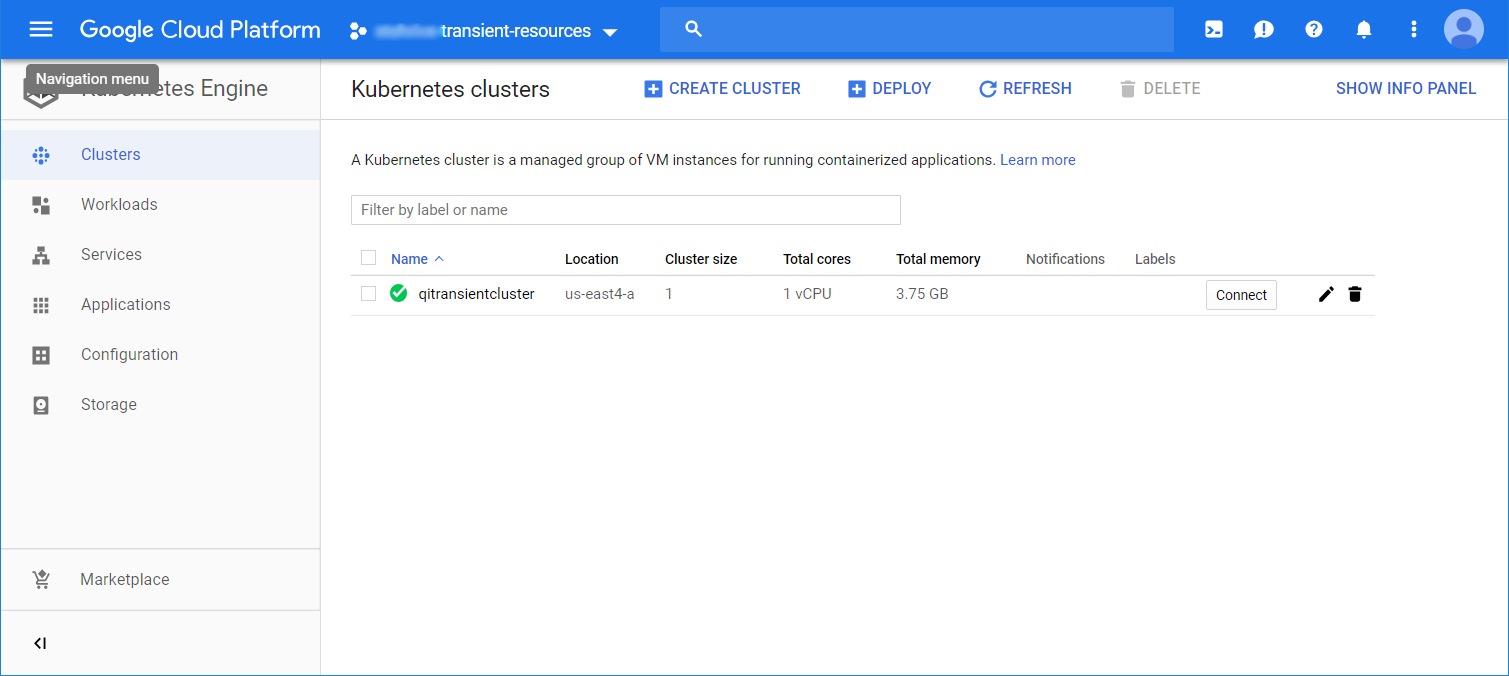 Google Cloud Platform
transient-resources
Navigation menu
Kubernetes Engine
Kubernetes clusters
CREATE CLUSTER
DEPLOY
REFRESH
DELETE
SHOW INFO PANEL
Clusters
Workloads
Services
Applications
Configuration
Storage
Marketplace
A Kubernetes cluster is a managed group of VM instances for running containerized applications. Learn more
Filter by label or name
Name Location Cluster size Total cores Total memory Notifications Labels
qitransientcluster us-east4-a 1 1 vCPU 3.75 GB Connect